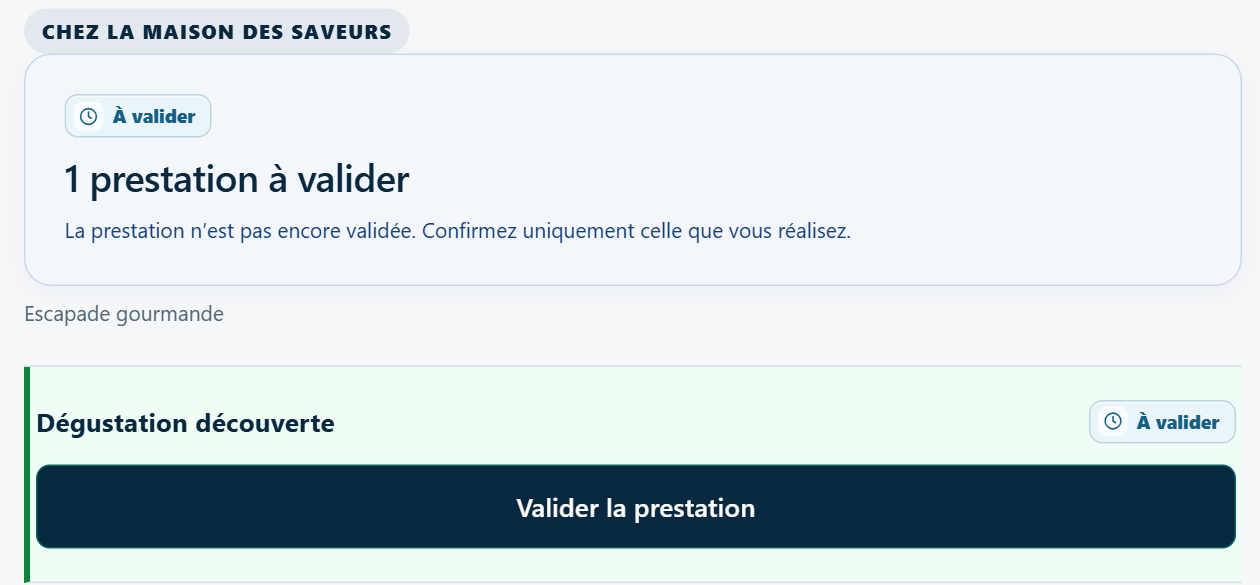 CHEZ LA MAISON DES SAVEURS
À valider
1 prestation à valider
La prestation n’est pas encore validée. Confirmez uniquement celle que vous réalisez.
Escapade gourmande
Dégustation découverte
À valider
Valider la prestation